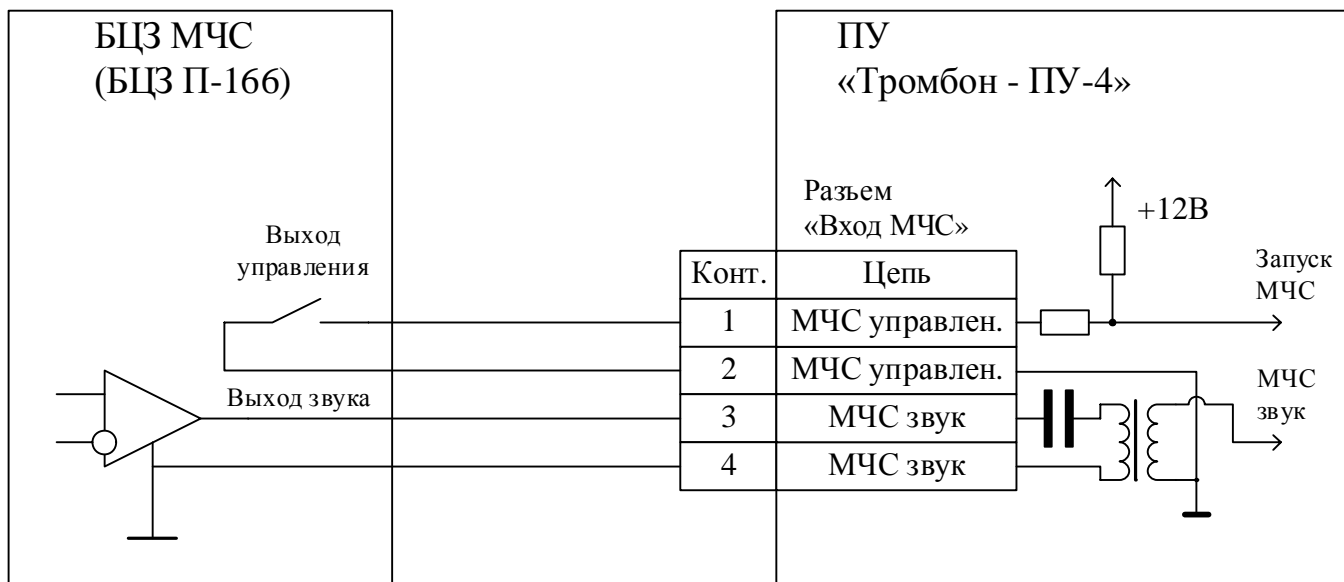 БЦЗ МЧС
(БЦЗ П-166)
ПУ
«Тромбон - ПУ-4»
Разъем
«Вход МЧС»
+12В
Выход
управления
Запуск
МЧС
Конт.
Цепь
1
МЧС управлен.
2
МЧС управлен.
Выход звука
3
МЧС звук
МЧС
звук
4
МЧС звук